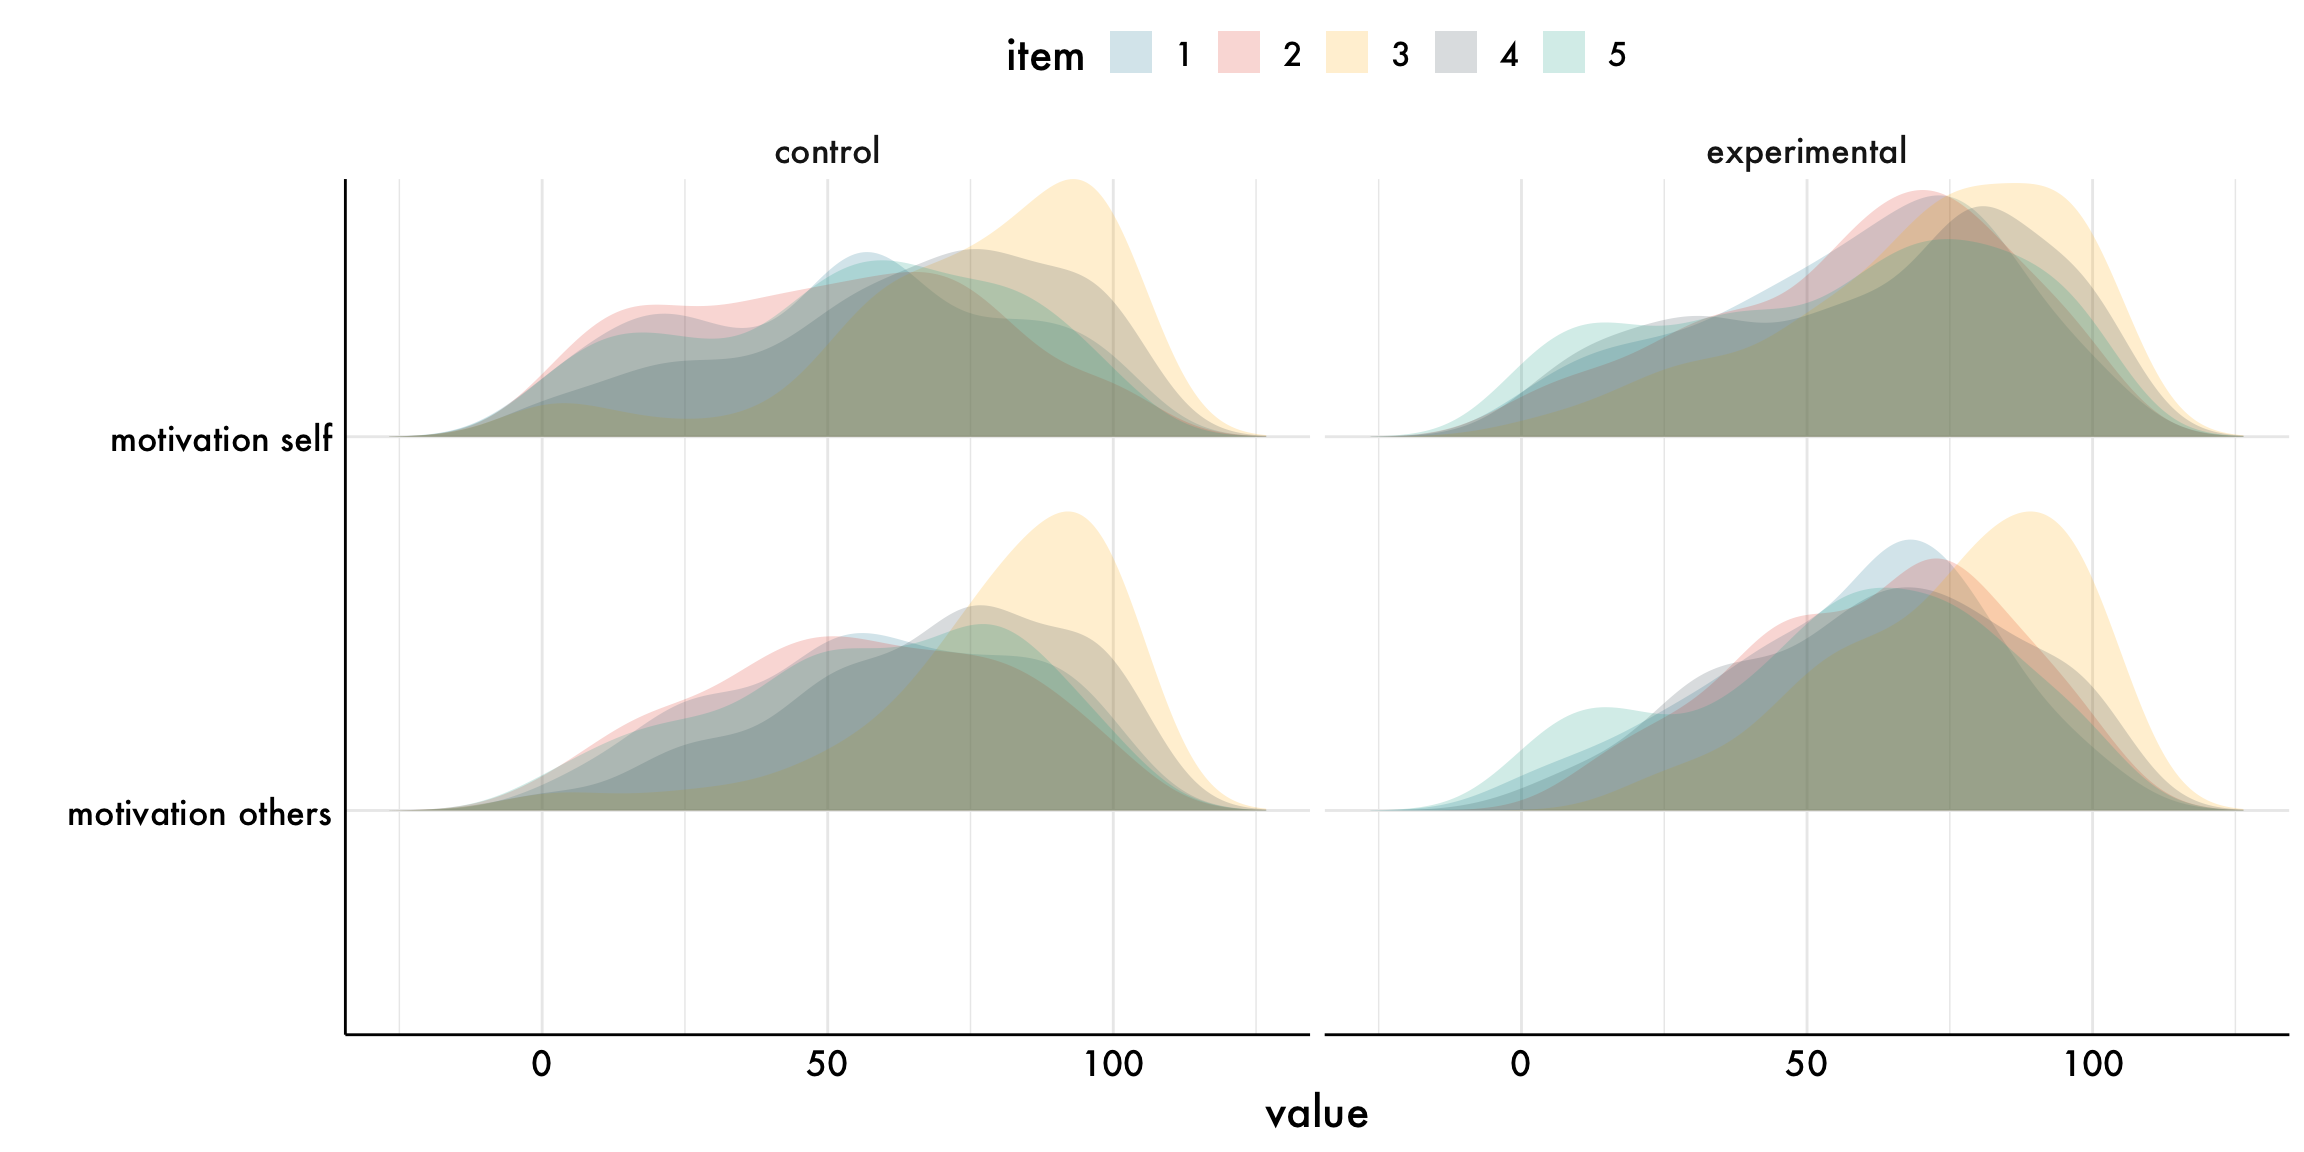 item 1 2 3 4 5
control experimental
motivation self
motivation others
0 50 100 0 50 100
value